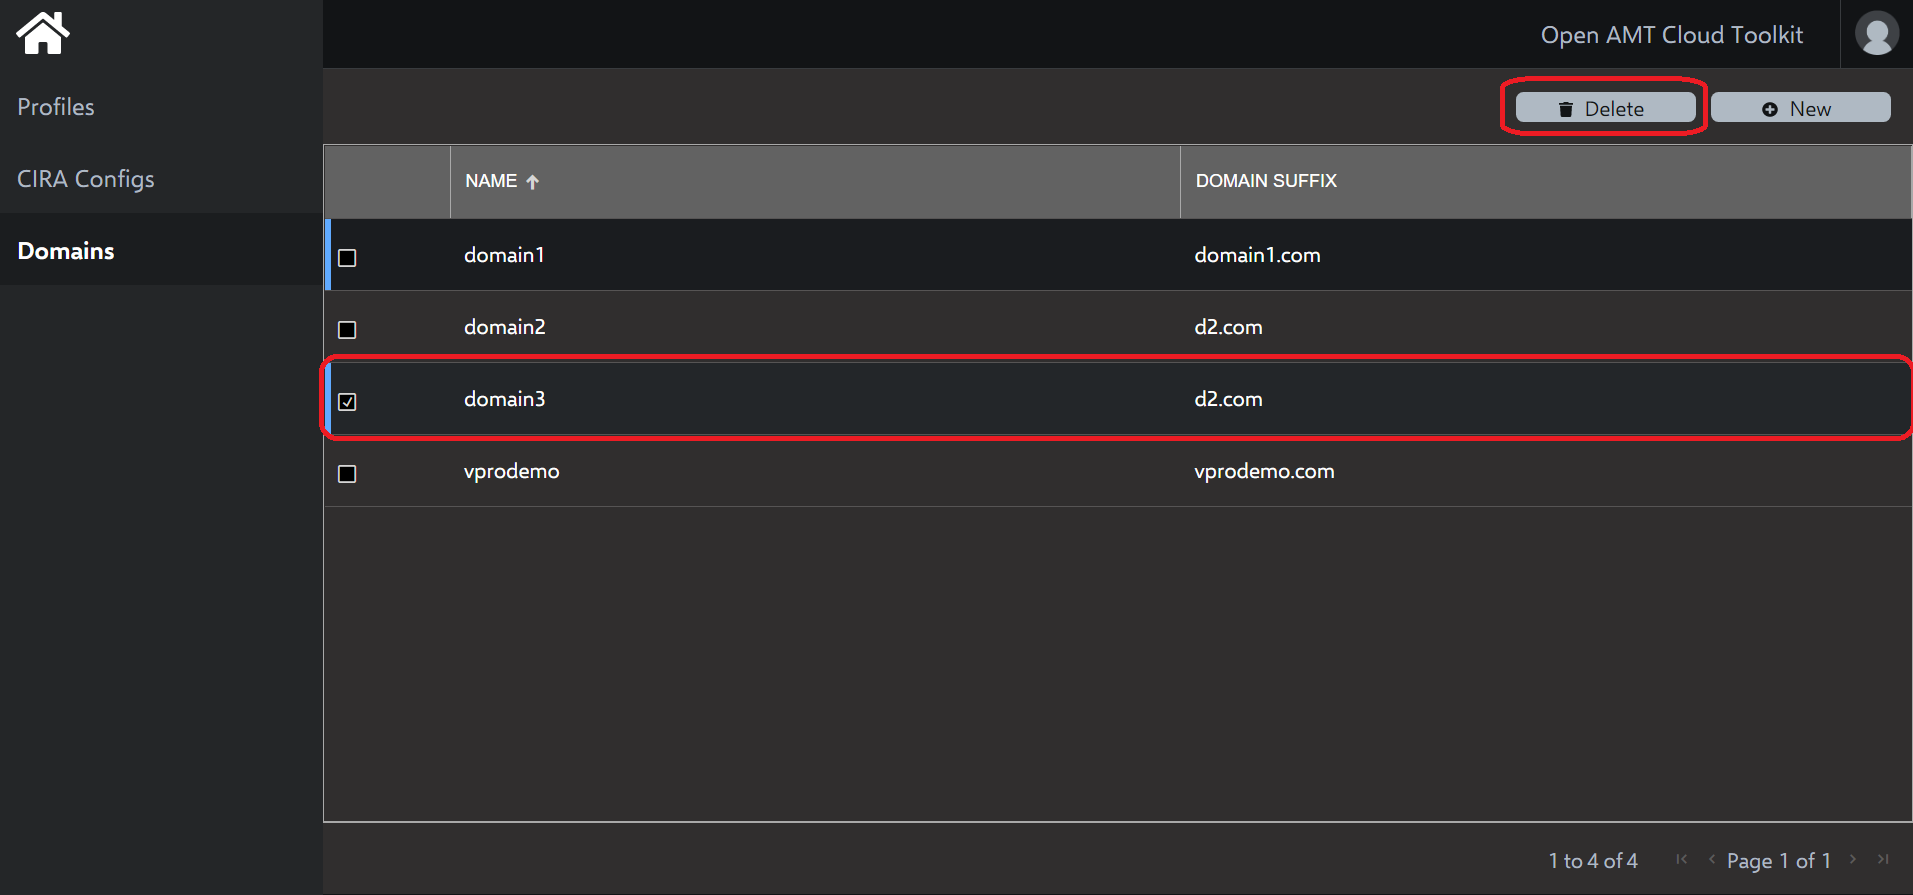 Open AMT Cloud Toolkit
Profiles
CIRA Configs
Domains
Delete
New
NAME DOMAIN SUFFIX
domain1 domain1.com
domain2 d2.com
domain3 d2.com
vprodemo vprodemo.com
1 to 4 of 4 Page 1 of 1